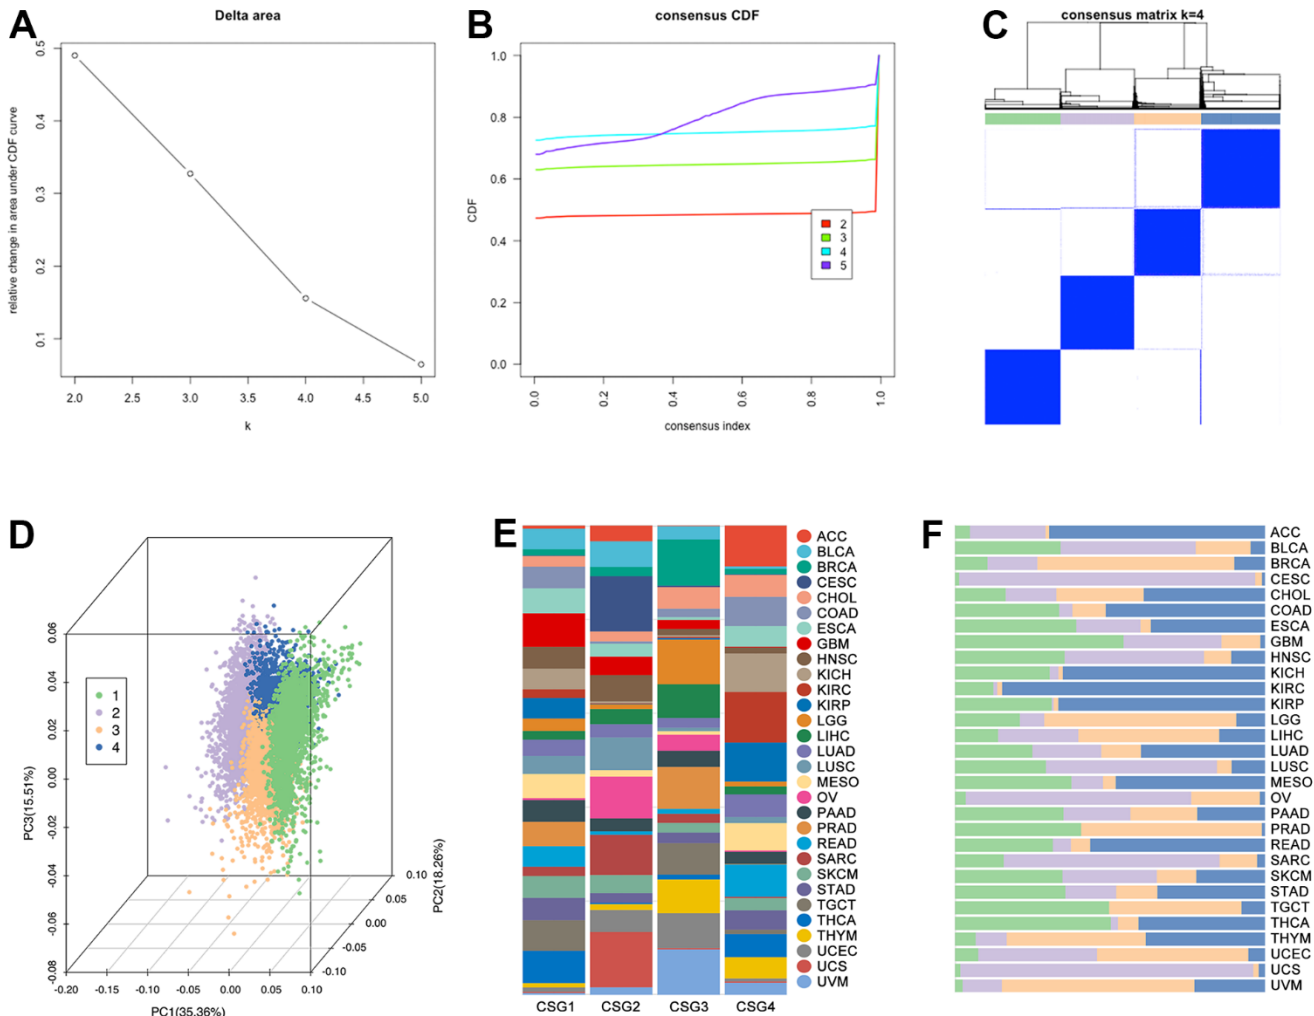 A
Delta area
relative change in area under CDF curve
0.5
0.4
0.3
0.2
0.1
2.0
2.5
3.0
3.5
4.0
4.5
5.0
k
B
consensus CDF
CDF
1.0
0.8
0.6
0.4
0.2
0.0
2
3
4
5
0.0
0.2
0.4
0.6
0.8
1.0
consensus index
C
consensus matrix k=4
D
PC3(15.51%)
0.06
0.04
0.02
0.00
-0.02
-0.04
-0.06
-0.08
1
2
3
4
-0.20
-0.15
-0.10
-0.05
0.00
0.05
0.10
PC1(35.36%)
0.10
0.05
0.00
-0.05
-0.10
PC2(18.26%)
E
ACC
BLCA
BRCA
CESC
CHOL
COAD
ESCA
GBM
HNSC
KICH
KIRC
KIRP
LGG
LIHC
LUAD
LUSC
MESO
OV
PAAD
PRAD
READ
SARC
SKCM
STAD
TGCT
THCA
THYM
UCEC
UCS
UVM
CSG1
CSG2
CSG3
CSG4
F
ACC
BLCA
BRCA
CESC
CHOL
COAD
ESCA
GBM
HNSC
KICH
KIRC
KIRP
LGG
LIHC
LUAD
LUSC
MESO
OV
PAAD
PRAD
READ
SARC
SKCM
STAD
TGCT
THCA
THYM
UCEC
UCS
UVM